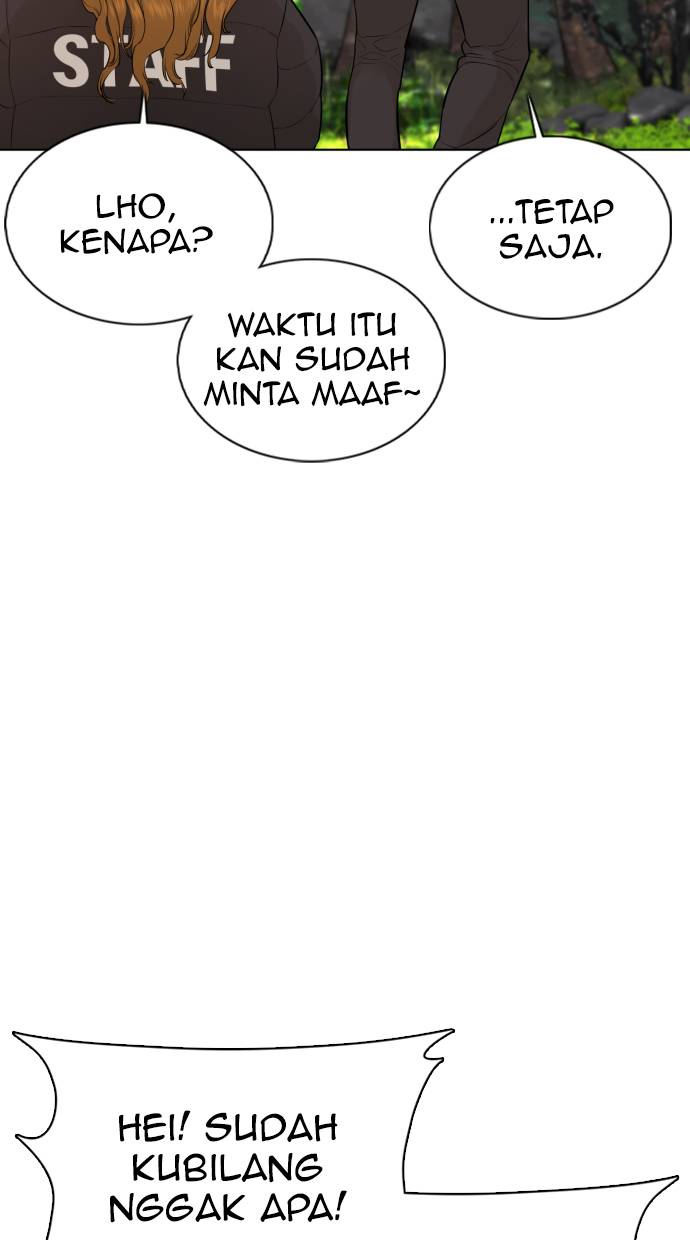 STAFF
LHO,
KENAPA?
WAKTU ITU
KAN SUDAH
MINTA MAAF~
...TETAP
SAJA.
HEI! SUDAH
KUBILANG
NGGAK APA!